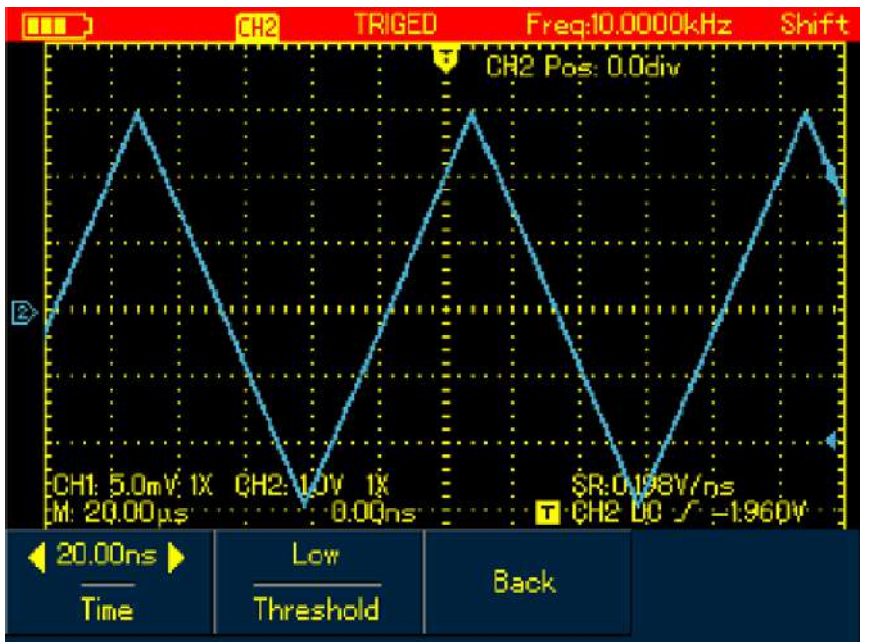 CH2 TRIGED Freq:10.0000kHz Shift
T
CH2 Pos: 0.0div
2
CH1: 5.0mV 1X CH2: 1.0V 1X SR:0.198V/ns
M: 20.00µs 0.00ns T CH2 DC −1.960V
20.00ns Low
Time Threshold Back